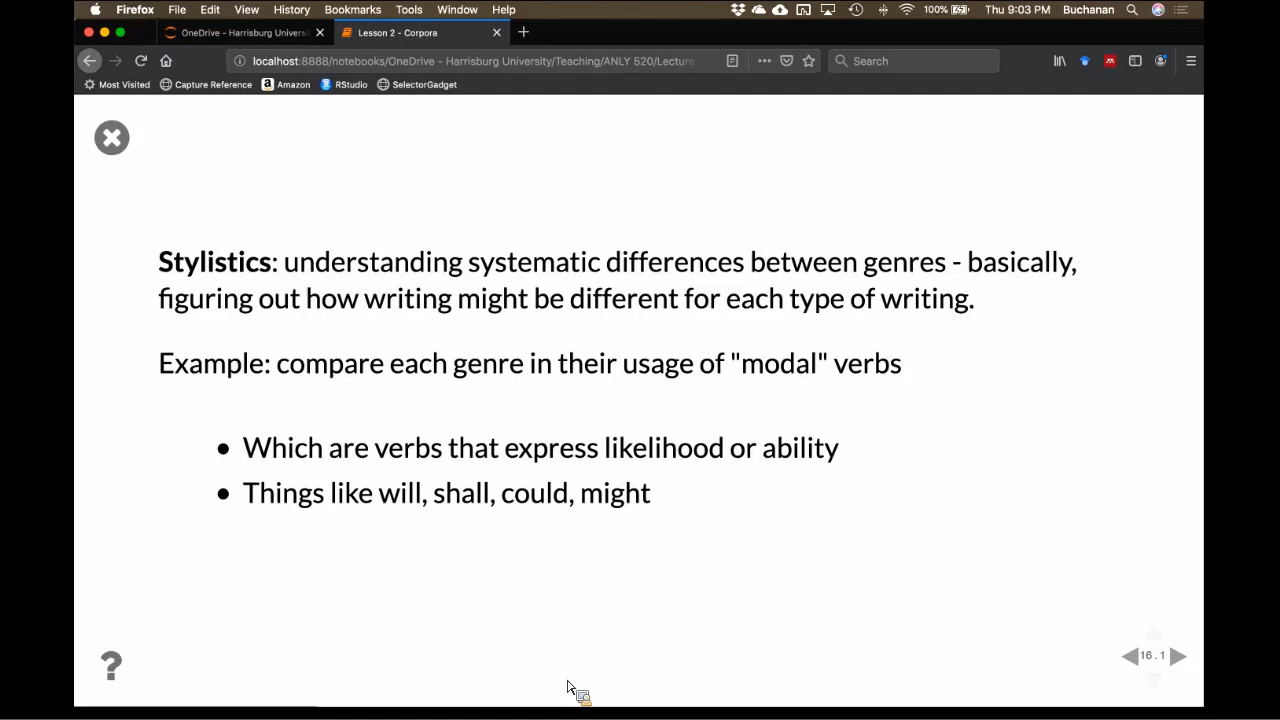 Firefox File Edit View History Bookmarks Tools Window Help 100% Thu 9:03 PM Buchanan
OneDrive - Harrisburg Universi Lesson 2 - Corpora
localhost:8888/notebooks/OneDrive - Harrisburg University/Teaching/ANLY 520/Lecture Search
Most Visited Capture Reference Amazon RStudio SelectorGadget
Stylistics: understanding systematic differences between genres - basically,
figuring out how writing might be different for each type of writing.
Example: compare each genre in their usage of "modal" verbs
• Which are verbs that express likelihood or ability
• Things like will, shall, could, might
?
16.1